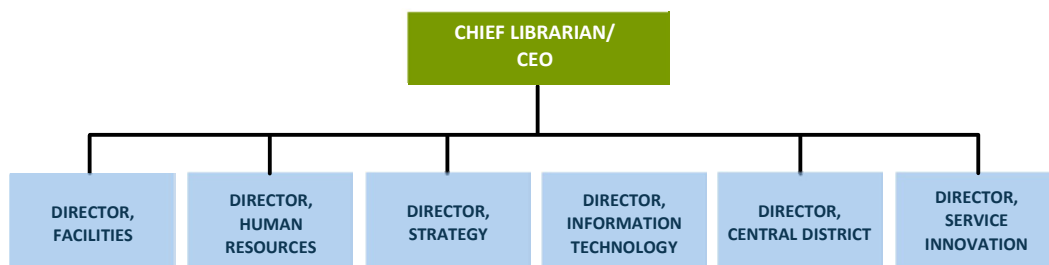 CHIEF LIBRARIAN/
CEO
DIRECTOR,
FACILITIES
DIRECTOR,
HUMAN
RESOURCES
DIRECTOR,
STRATEGY
DIRECTOR,
INFORMATION
TECHNOLOGY
DIRECTOR,
CENTRAL DISTRICT
DIRECTOR,
SERVICE
INNOVATION